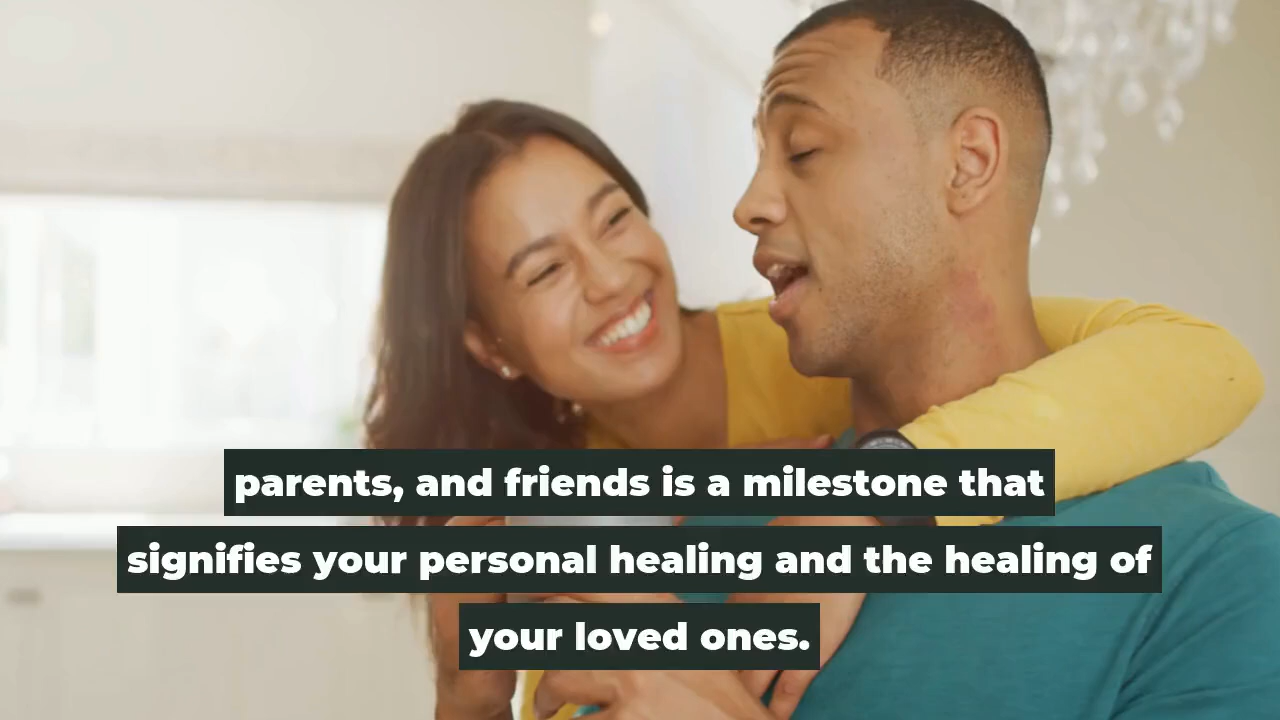 parents, and friends is a milestone that
signifies your personal healing and the healing of
your loved ones.